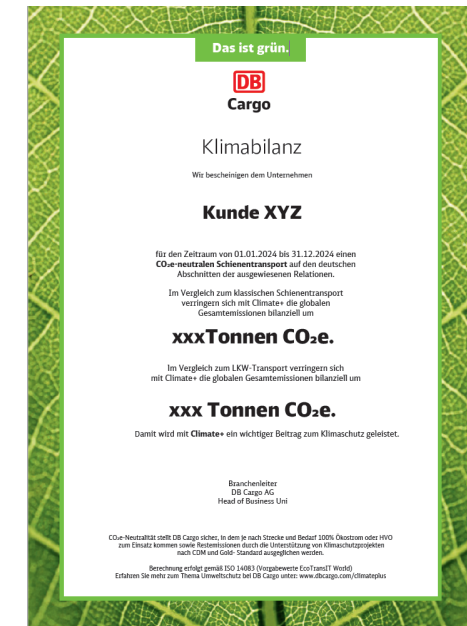 Das ist grün.
DB
Cargo
Klimabilanz
Wir bescheinigen dem Unternehmen
Kunde XYZ
für den Zeitraum von 01.01.2024 bis 31.12.2024 einen
CO₂e-neutralen Schienentransport auf den deutschen
Abschnitten der ausgewiesenen Relationen.
Im Vergleich zum klassischen Schienentransport
verringern sich mit Climate+ die globalen
Gesamtemissionen bilanziell um
xxxTonnen CO₂e.
Im Vergleich zum LKW-Transport verringern sich
mit Climate+ die globalen Gesamtemissionen bilanziell um
xxx Tonnen CO₂e.
Damit wird mit Climate+ ein wichtiger Beitrag zum Klimaschutz geleistet.
Branchenleiter
DB Cargo AG
Head of Business Uni
CO₂e-Neutralität stellt DB Cargo sicher, in dem je nach Strecke und Bedarf 100% Ökostrom oder HVO
zum Einsatz kommen sowie Restemissionen durch die Unterstützung von Klimaschutzprojekten
nach CDM und Gold- Standard ausgeglichen werden.
Berechnung erfolgt gemäß ISO 14083 (Vorgabewerte EcoTransIT World)
Erfahren Sie mehr zum Thema Umweltschutz bei DB Cargo unter: www.dbcargo.com/climateplus